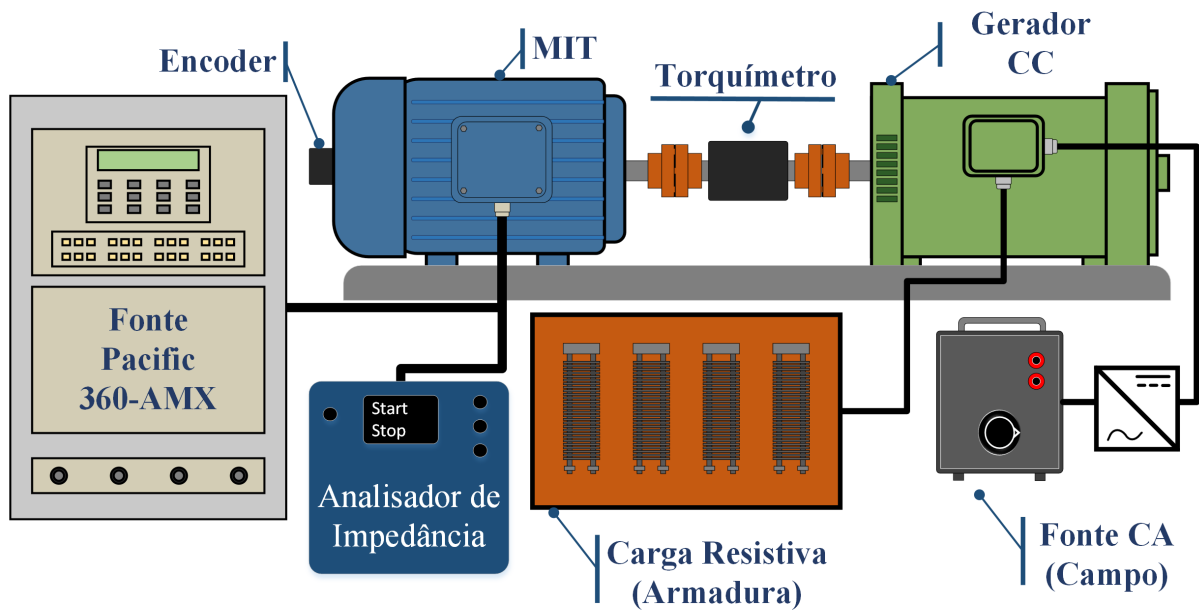 Encoder
MIT
Torquímetro
Gerador
CC
Fonte
Pacific
360-AMX
Start
Stop
Analisador de
Impedância
Carga Resistiva
(Armadura)
Fonte CA
(Campo)